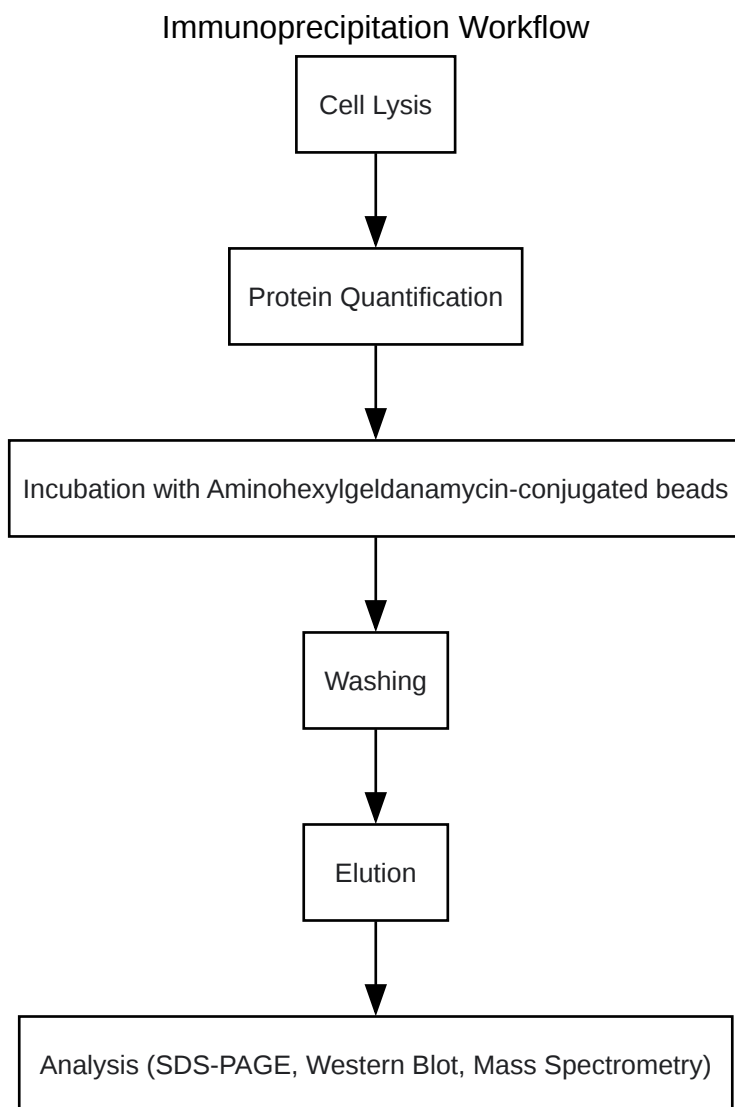 Immunoprecipitation Workflow
Cell Lysis
Protein Quantification
Incubation with Aminohexylgeldanamycin-conjugated beads
Washing
Elution
Analysis (SDS-PAGE, Western Blot, Mass Spectrometry)